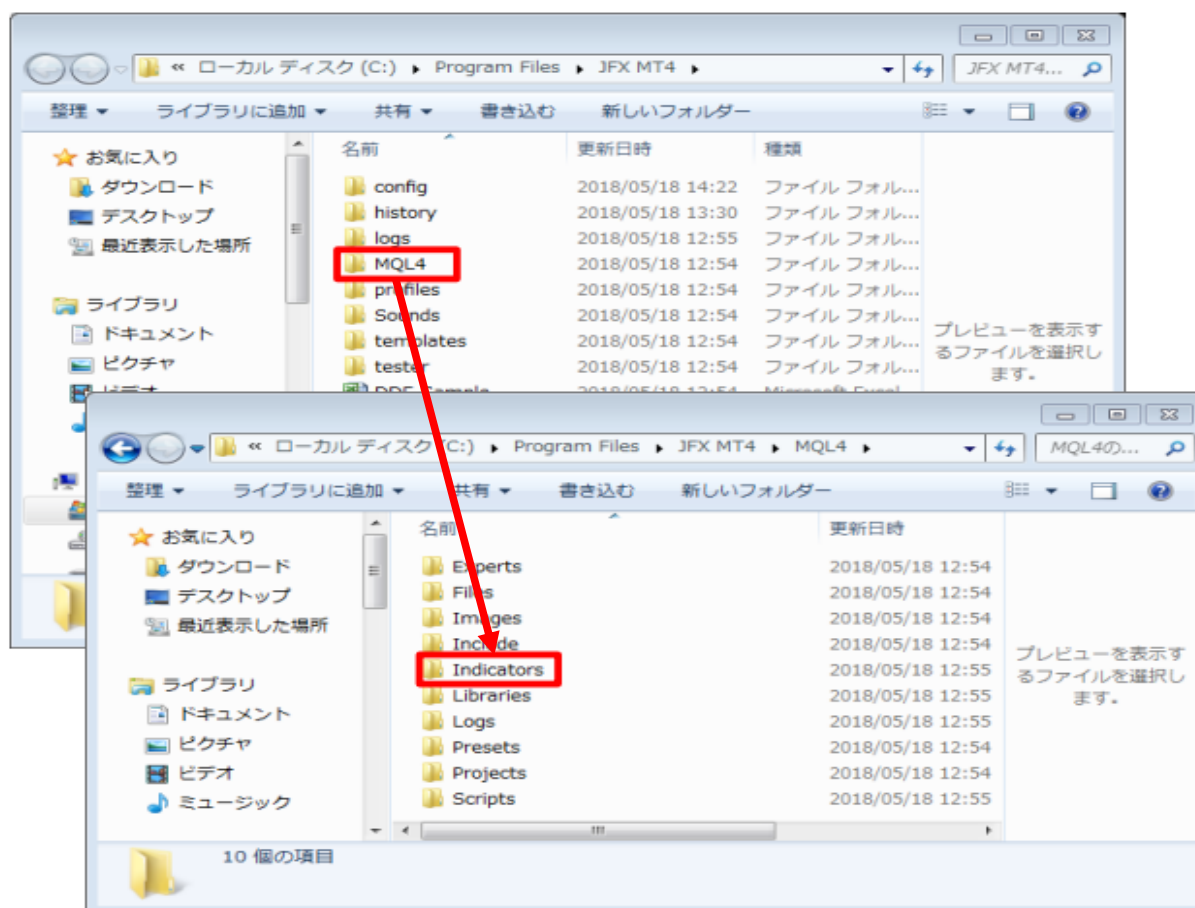 « ローカル ディスク (C:) ▸ Program Files ▸ JFX MT4 ▸ JFX MT4...
整理 ライブラリに追加 共有 書き込む 新しいフォルダー
お気に入り
ダウンロード
デスクトップ
最近表示した場所
ライブラリ
ドキュメント
ピクチャ
名前 更新日時 種類
config 2018/05/18 14:22 ファイル フォル...
history 2018/05/18 13:30 ファイル フォル...
logs 2018/05/18 12:55 ファイル フォル...
MQL4 2018/05/18 12:54 ファイル フォル...
profiles 2018/05/18 12:54 ファイル フォル...
Sounds 2018/05/18 12:54 ファイル フォル...
templates 2018/05/18 12:54 ファイル フォル...
tester 2018/05/18 12:54 ファイル フォル...
プレビューを表示す
るファイルを選択し
ます。
« ローカル ディスク (C:) ▸ Program Files ▸ JFX MT4 ▸ MQL4 ▸ MQL4の...
整理 ライブラリに追加 共有 書き込む 新しいフォルダー
お気に入り
ダウンロード
デスクトップ
最近表示した場所
ライブラリ
ドキュメント
ピクチャ
ビデオ
ミュージック
名前 更新日時
Experts 2018/05/18 12:54
Files 2018/05/18 12:54
Images 2018/05/18 12:54
Include 2018/05/18 12:54
Indicators 2018/05/18 12:55
Libraries 2018/05/18 12:55
Logs 2018/05/18 12:55
Presets 2018/05/18 12:54
Projects 2018/05/18 12:54
Scripts 2018/05/18 12:55
プレビューを表示す
るファイルを選択し
ます。
10 個の項目